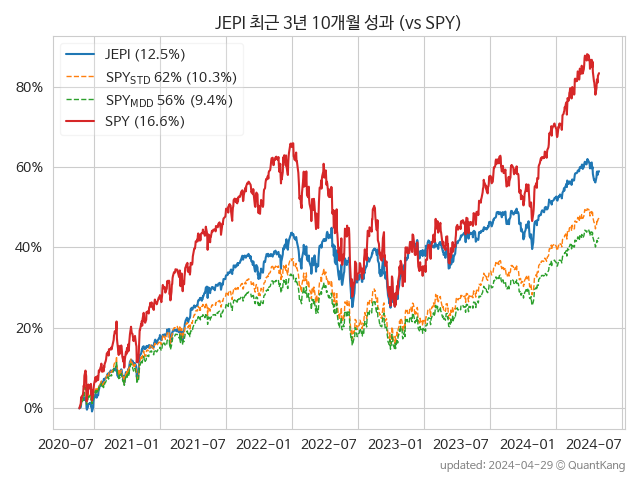 JEPI 최근 3년 10개월 성과 (vs SPY)
JEPI (12.5%)
SPY_STD 62% (10.3%)
SPY_MDD 56% (9.4%)
SPY (16.6%)
80%
60%
40%
20%
0%
2020-07 2021-01 2021-07 2022-01 2022-07 2023-01 2023-07 2024-01 2024-07
updated: 2024-04-29 © QuantKang